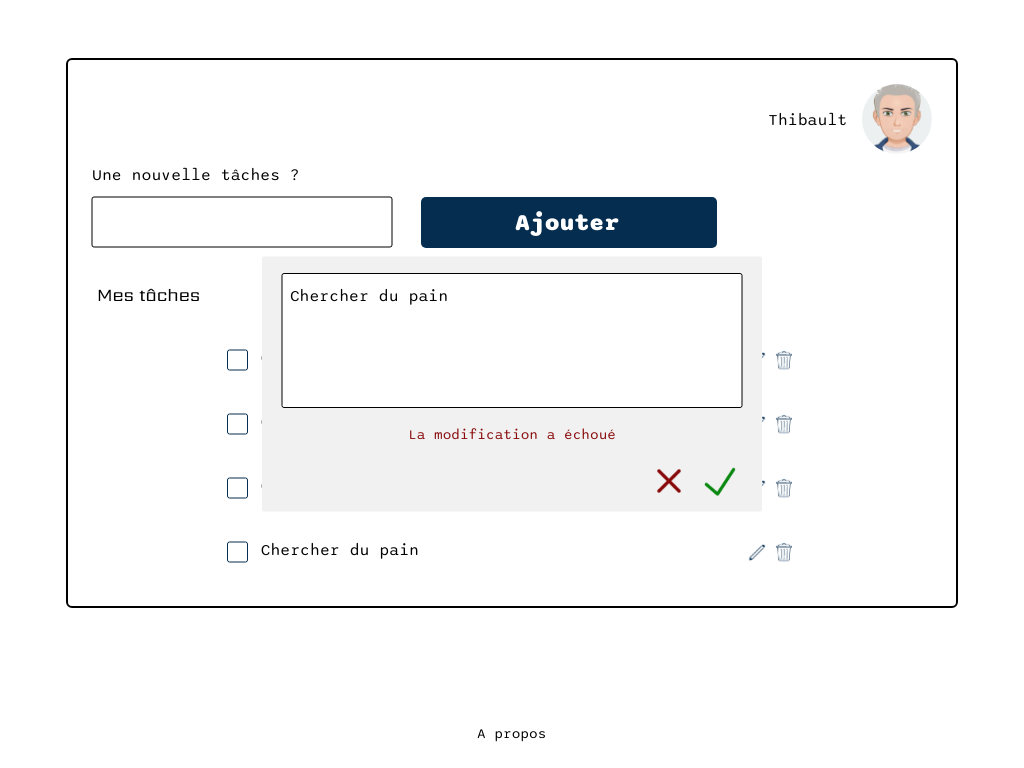 Thibault
Une nouvelle tâches ?
Ajouter
Mes tâches
Chercher du pain
La modification a échoué
Chercher du pain
A propos